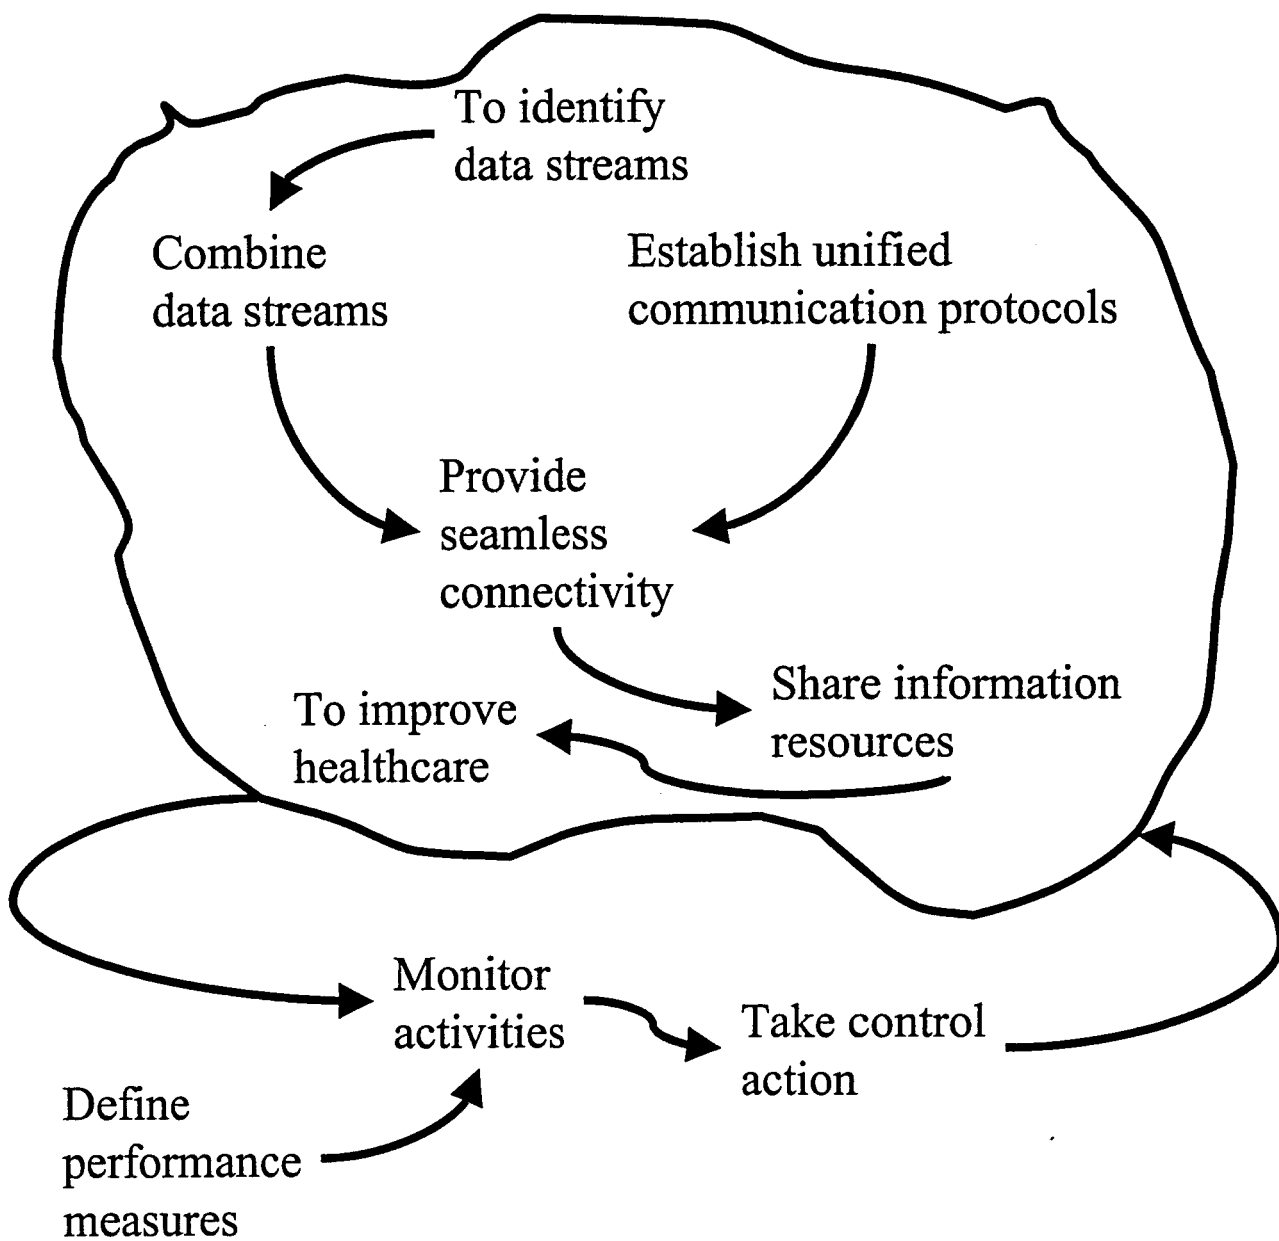 To identify
data streams
Combine
data streams
Establish unified
communication protocols
Provide
seamless
connectivity
Share information
resources
To improve
healthcare
Monitor
activities
Take control
action
Define
performance
measures